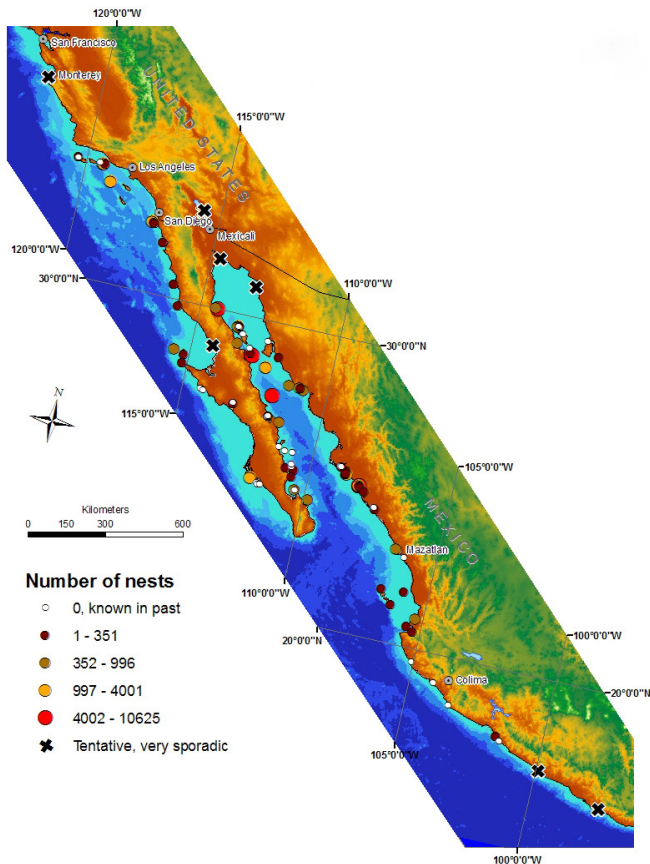 120°0'0"W
San Francisco
Monterey
UNITED STATES
115°0'0"W
Los Angeles
San Diego
Mexicali
120°0'0"W
30°0'0"N
110°0'0"W
30°0'0"N
N
115°0'0"W
105°0'0"W
Kilometers
0 150 300 600
MEXICO
Mazatlan
Number of nests
0, known in past
1 - 351
352 - 996
997 - 4001
4002 - 10625
Tentative, very sporadic
110°0'0"W
20°0'0"N
100°0'0"W
Colima
20°0'0"N
105°0'0"W
100°0'0"W